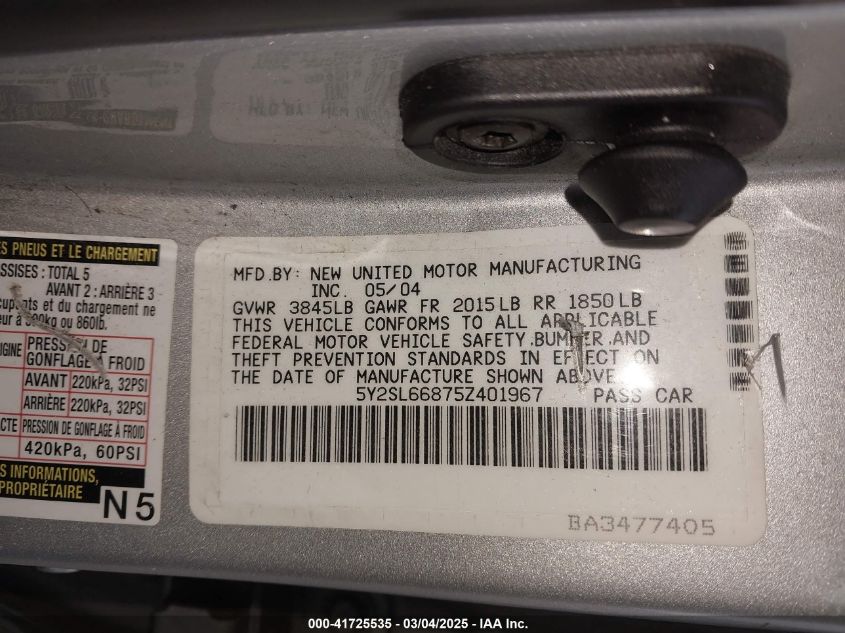 ES PNEUS ET LE CHARGEMENT
SSISES : TOTAL 5
AVANT 2 : ARRIÈRE 3
et du chargement ne
kg ou 860lb.
PRESSION DE
GONFLAGE À FROID
AVANT 220kPa, 32PSI
ARRIÈRE 220kPa, 32PSI
PRESSION DE GONFLAGE À FROID
420kPa, 60PSI
S INFORMATIONS,
PROPRIÉTAIRE
N5
MFD.BY: NEW UNITED MOTOR MANUFACTURING
INC. 05/04
GVWR 3845LB GAWR FR 2015LB RR 1850LB
THIS VEHICLE CONFORMS TO ALL APPLICABLE
FEDERAL MOTOR VEHICLE SAFETY.BUMPER.AND
THEFT PREVENTION STANDARDS IN EFFECT ON
THE DATE OF MANUFACTURE SHOWN ABOVE.
5Y2SL66875Z401967 PASS CAR
BA3477405
000-41725535 - 03/04/2025 - IAA Inc.